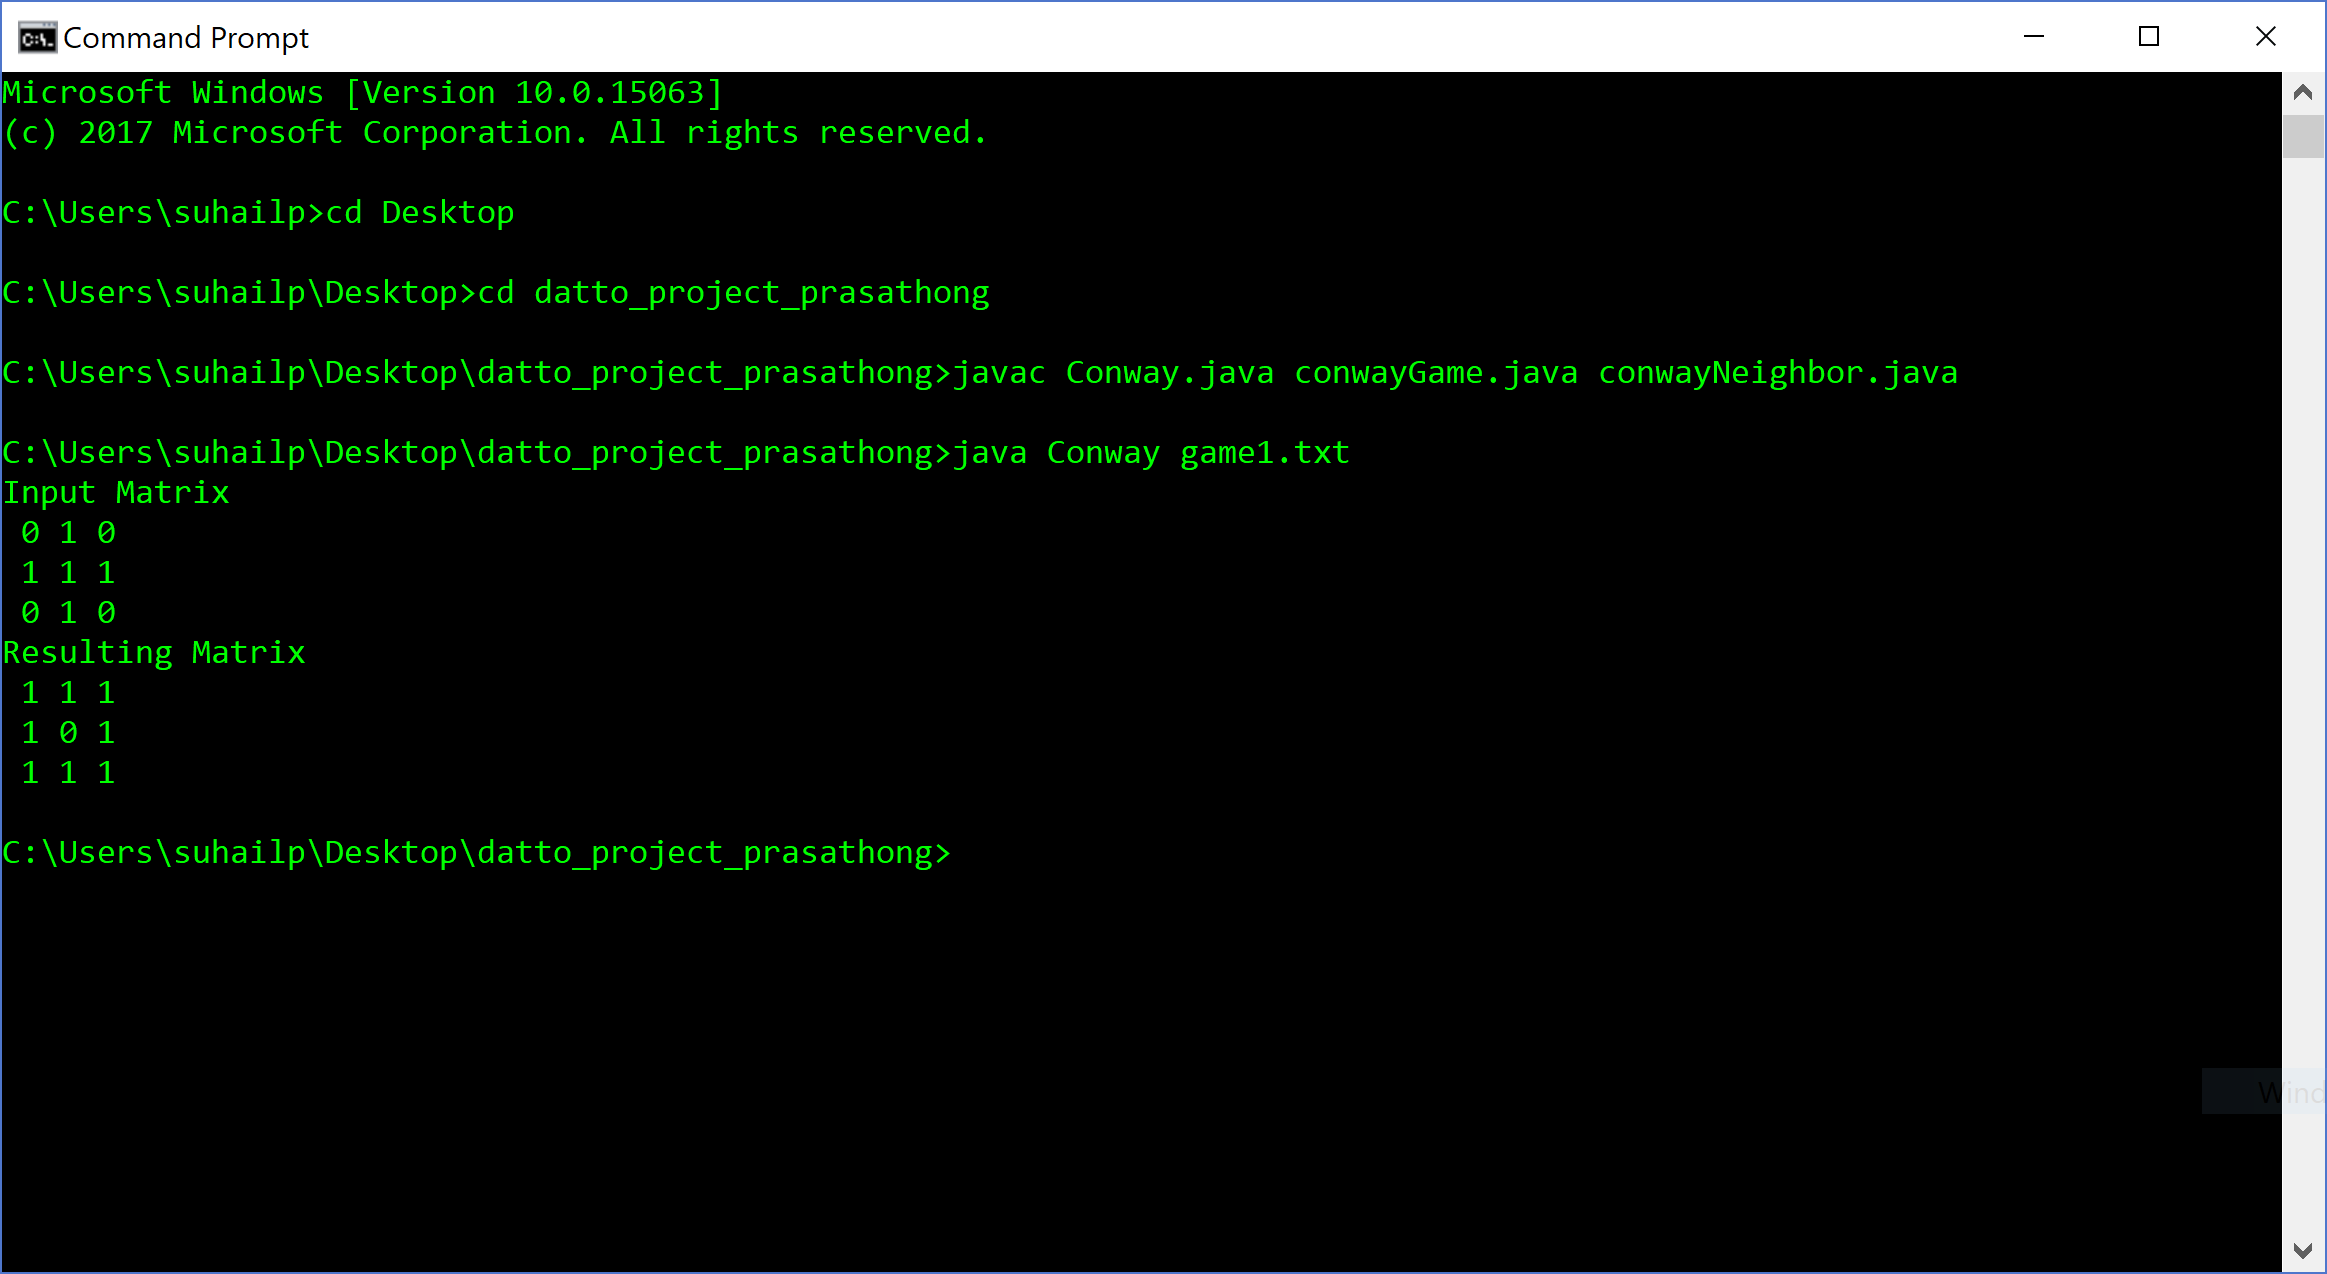 Command Prompt
Microsoft Windows [Version 10.0.15063]
(c) 2017 Microsoft Corporation. All rights reserved.
C:\Users\suhailp>cd Desktop
C:\Users\suhailp\Desktop>cd datto_project_prasathong
C:\Users\suhailp\Desktop\datto_project_prasathong>javac Conway.java conwayGame.java conwayNeighbor.java
C:\Users\suhailp\Desktop\datto_project_prasathong>java Conway game1.txt
Input Matrix
0 1 0
1 1 1
0 1 0
Resulting Matrix
1 1 1
1 0 1
1 1 1
C:\Users\suhailp\Desktop\datto_project_prasathong>
Wind